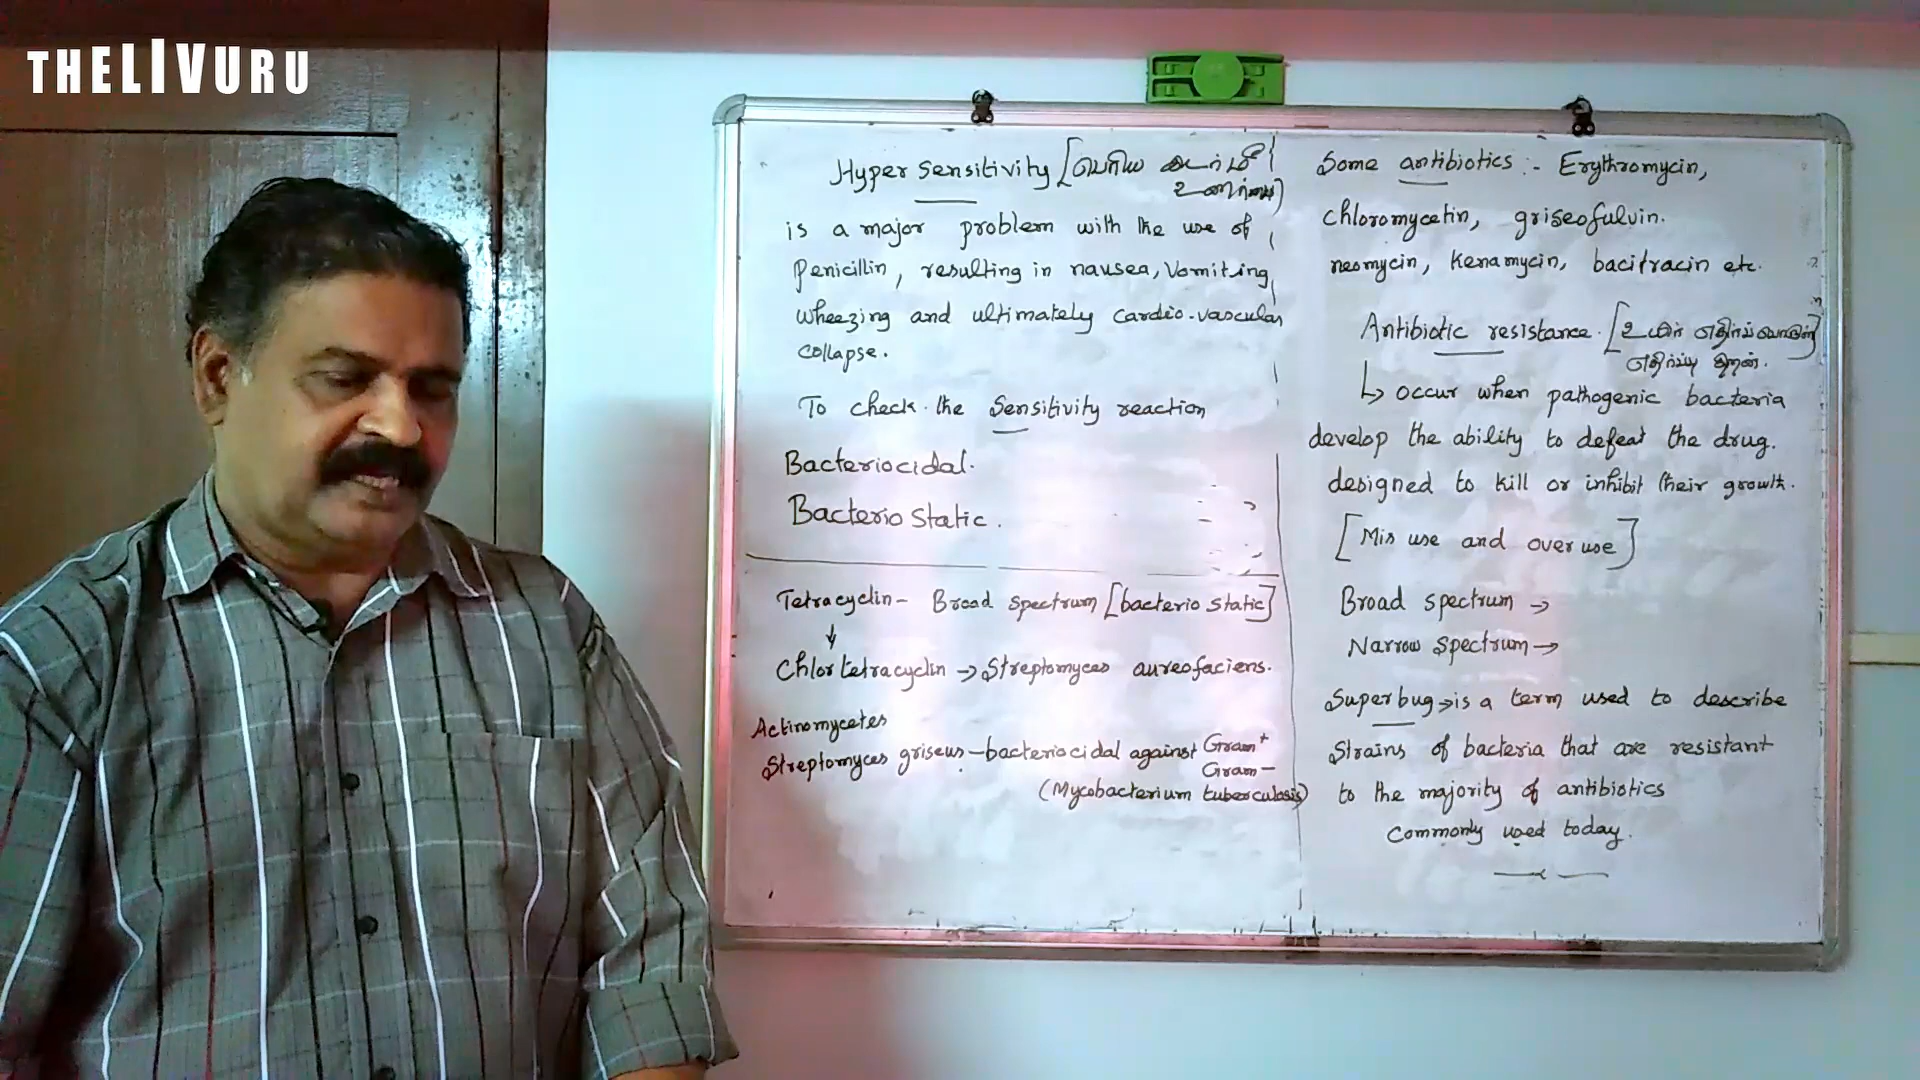 THELIVURU
Hyper Sensitivity [
is a major problem with the use of
Penicillin, resulting in nausea, Vomiting,
wheezing and ultimately cardio-vascular
collapse.
To check the Sensitivity reaction
Bacteriocidal.
Bacterio Static.
Tetracyclin - Broad spectrum [bacterio static]
↓
Chlortetracyclin → Streptomyces aureofaciens.
Actinomycetes
Streptomyces griseus - bacteriocidal against Gram+
Gram-
(Mycobacterium tuberculosis)
Some antibiotics :- Erythromycin,
chloromycetin, griseofulvin.
neomycin, kenamycin, bacitracin etc.
Antibiotic resistance. [உயிர் எதிர்
எதிர்ப்பு திறன்.
↳ occur when pathogenic bacteria
develop the ability to defeat the drug.
designed to kill or inhibit their growth.
[Mis use and over use]
Broad spectrum →
Narrow spectrum →
Superbug → is a term used to describe
Strains of bacteria that are resistant
to the majority of antibiotics
Commonly used today.